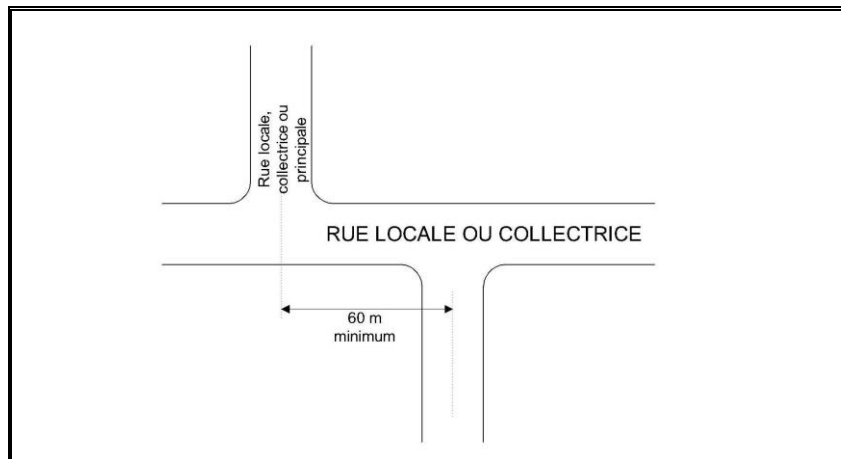 Rue locale,
collectrice ou
principale
RUE LOCALE OU COLLECTRICE
60 m
minimum